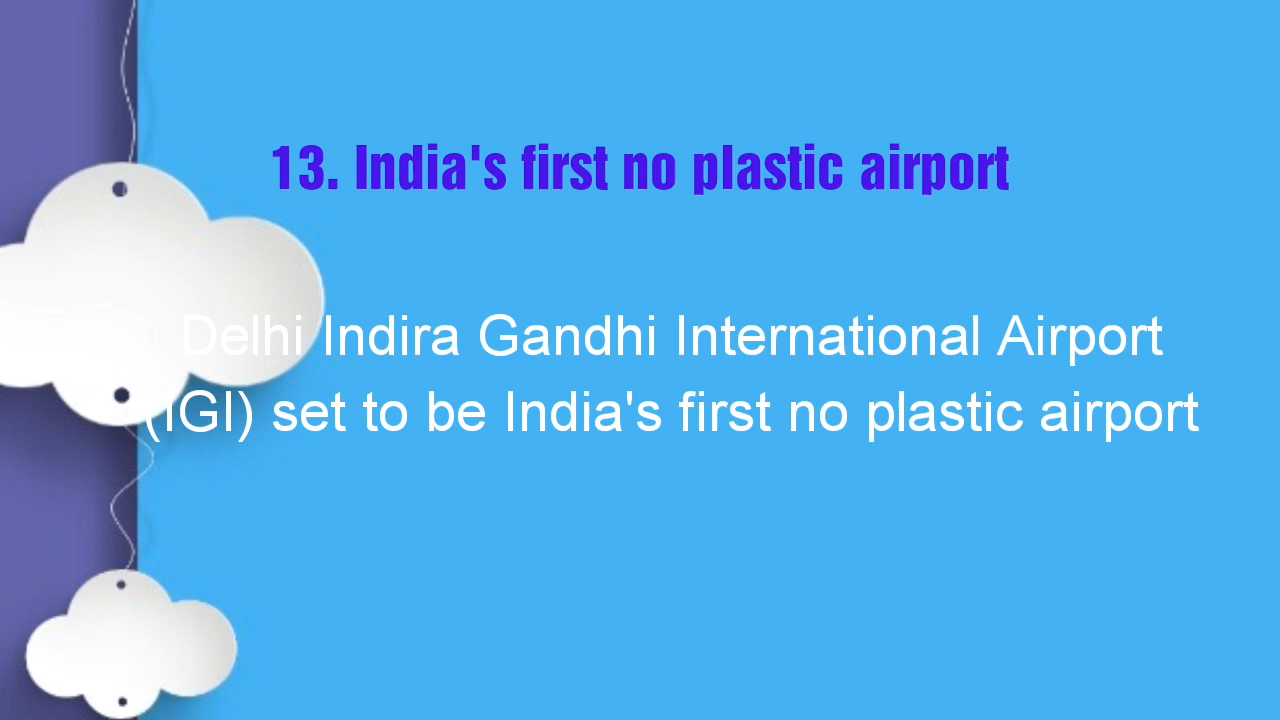 13. India's first no plastic airport
Delhi Indira Gandhi International Airport
(IGI) set to be India's first no plastic airport